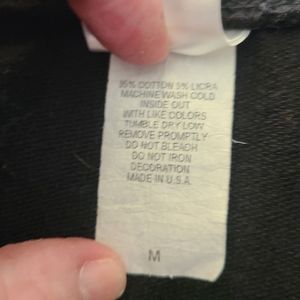 95% COTTON 5% LICRA
MACHINE WASH COLD
INSIDE OUT
WITH LIKE COLORS
TUMBLE DRY LOW
REMOVE PROMPTLY
DO NOT BLEACH
DO NOT IRON
DECORATION
MADE IN U.S.A.
M